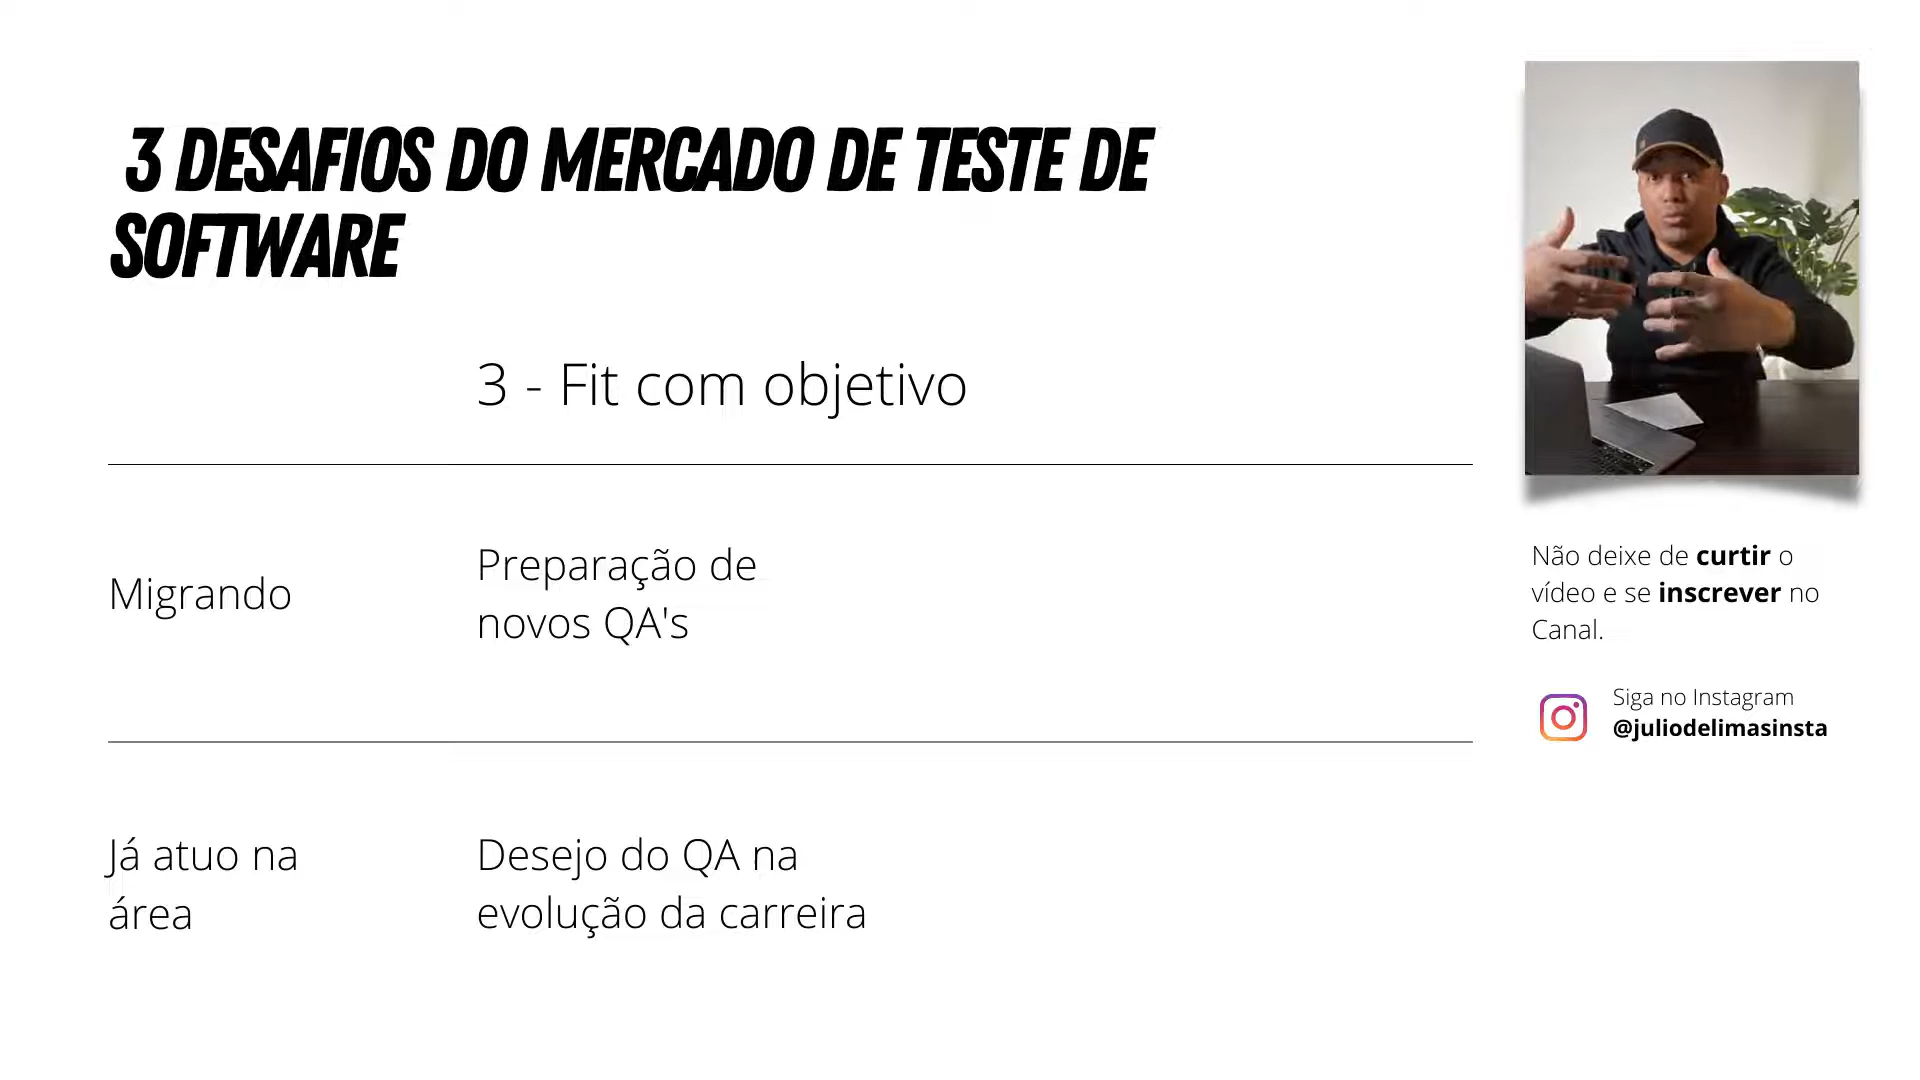 3 DESAFIOS DO MERCADO DE TESTE DE
SOFTWARE
3 - Fit com objetivo
Migrando
Preparação de
novos QA's
Já atuo na
área
Desejo do QA na
evolução da carreira
Não deixe de curtir o
vídeo e se inscrever no
Canal.
Siga no Instagram
@juliodelimasinsta